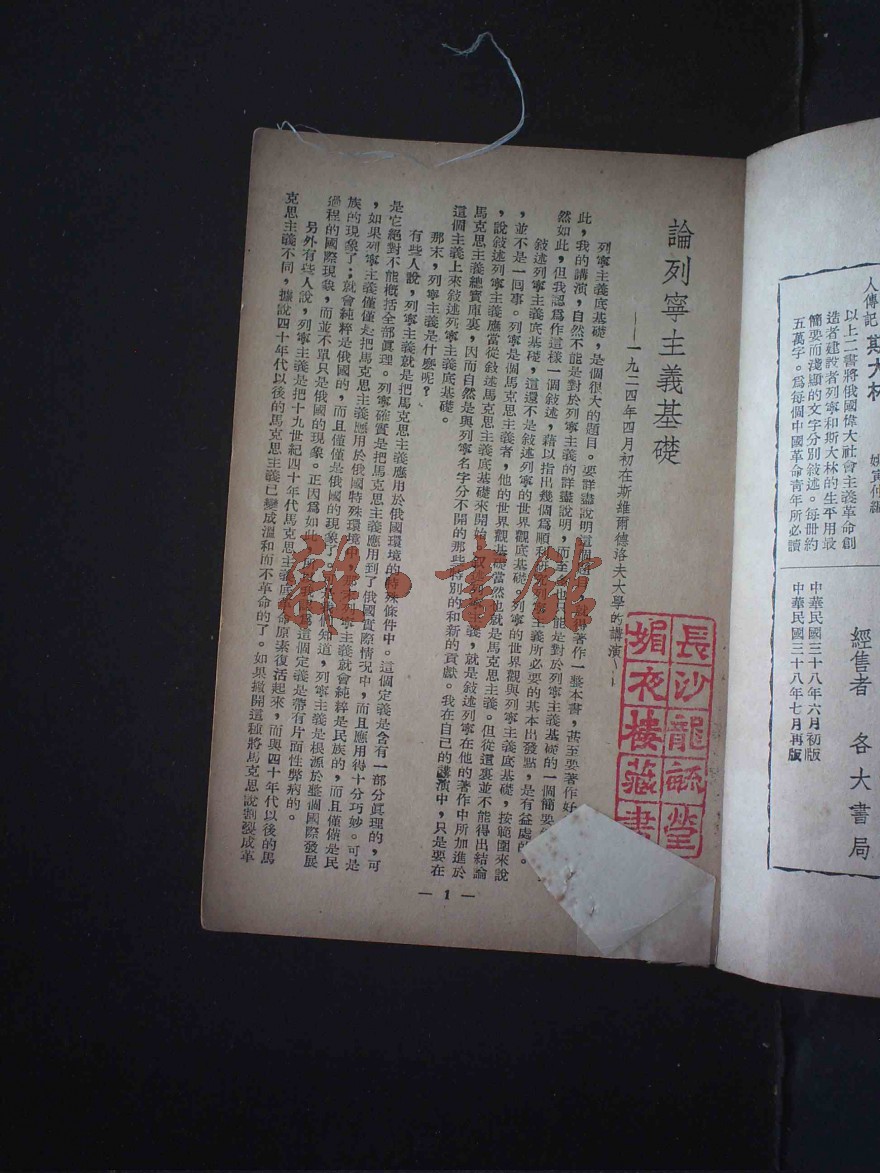 人傳記
斯大林
以上二書將俄國偉大社會主義革命創
造者建設者列寧和斯大林的生平用最
簡要而淺顯的文字分別敍述。每冊約
五萬字。爲每個中國革命青年所必讀
經售者 各大書局
中華民國三十八年六月初版
中華民國三十八年七月再版
論列寧主義基礎
——一九二四年四月初在斯維爾德洛夫大學的講演——
列寧主義底基礎,是個很大的題目。要詳盡說明這個題目,就得著作一整本書,甚至要著作好
此,我的講演,自然不能是對於列寧主義的詳盡說明,而至多也只能是對於列寧主義基礎的一個簡要
然如此,但我認爲作這樣一個敍述,藉以指出幾個爲順利研究列寧主義所必要的基本出發點,是有益處的。
敍述列寧主義底基礎,這還不是敍述列寧的世界觀底基礎。列寧的世界觀與列寧主義底基礎,按範圍來說
,並不是一回事。列寧是個馬克思主義者,他的世界觀底基礎當然也就是馬克思主義。但從這裏並不能得出結論
,說敍述列寧主義應當從敍述馬克思主義底基礎來開始。敍述列寧主義,就是敍述列寧在他的著作中所加進於
馬克思主義總寶庫裏,因而自然是與列寧名字分不開的那些特別的和新的貢獻。我在自己的講演中,只是要在
這個主義上來敍述列寧主義底基礎。
那末,列寧主義是什麽呢?
有些人說,列寧主義就是把馬克思主義應用於俄國環境的特殊條件中。這個定義是含有一部分眞理的,可
是它絕對不能概括全部眞理。列寧確實是把馬克思主義應用到了俄國實際情况中,而且應用得十分巧妙。可是
,如果列寧主義僅僅是把馬克思主義應用於俄國特殊環境中,列寧主義就會純粹是民族的,而且僅僅是民
族的現象了;就會純粹是俄國的,而且僅僅是俄國的現象了。但我們知道,列寧主義是根源於整個國際發展
過程的國際現象,而並不單只是俄國的現象。正因爲如此,所以我認爲這個定義是帶有片面性弊病的。
另外有些人說,列寧主義是把十九世紀四十年代馬克思主義底革命原素復活起來,而與四十年代以後的馬
克思主義不同,據說四十年代以後的馬克思主義已變成溫和而不革命的了。如果撇開這種將馬克思說割裂成革
— 1 —
長沙龍毓瑩
媚夜樓藏書
雜·書館